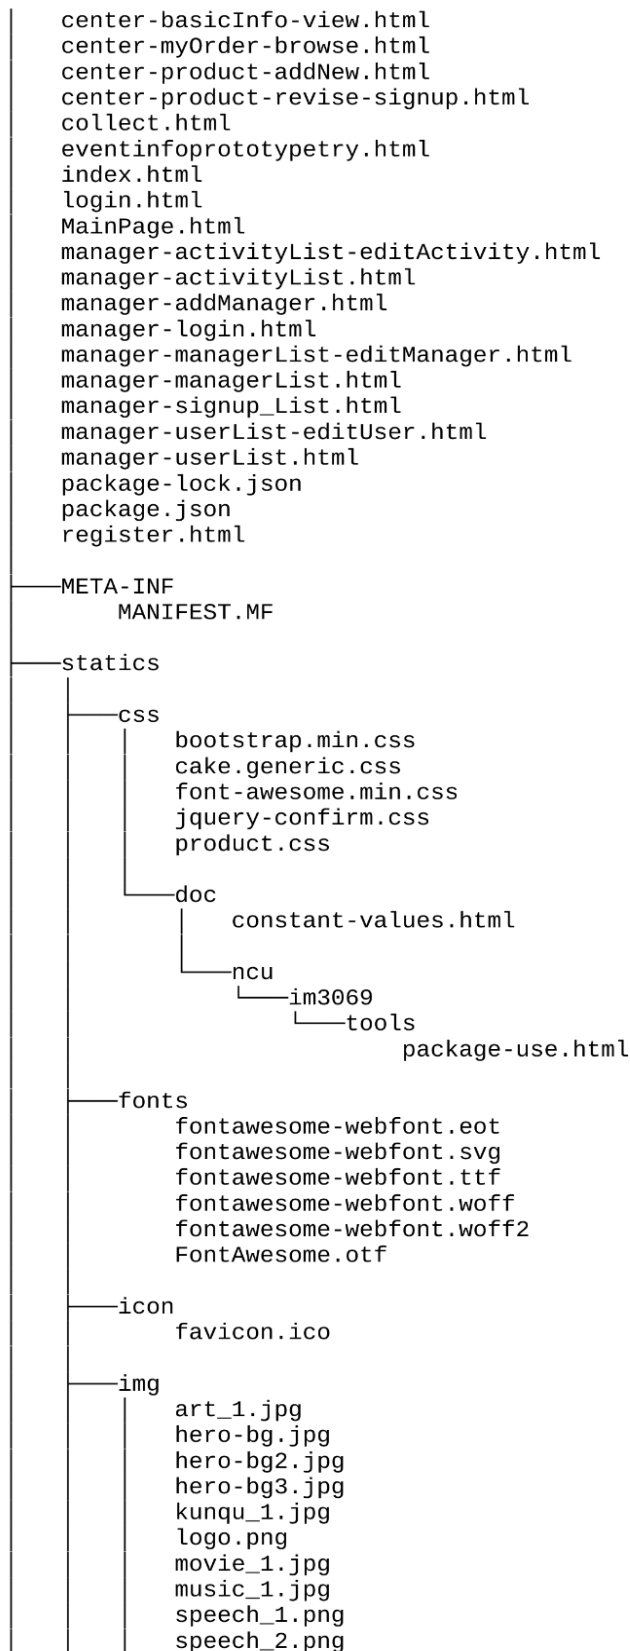 center-basicInfo-view.html
center-myOrder-browse.html
center-product-addNew.html
center-product-revise-signup.html
collect.html
eventinfoprototypetry.html
index.html
login.html
MainPage.html
manager-activityList-editActivity.html
manager-activityList.html
manager-addManager.html
manager-login.html
manager-managerList-editManager.html
manager-managerList.html
manager-signup_List.html
manager-userList-editUser.html
manager-userList.html
package-lock.json
package.json
register.html
META-INF
MANIFEST.MF
statics
css
bootstrap.min.css
cake.generic.css
font-awesome.min.css
jquery-confirm.css
product.css
doc
constant-values.html
ncu
im3069
tools
package-use.html
fonts
fontawesome-webfont.eot
fontawesome-webfont.svg
fontawesome-webfont.ttf
fontawesome-webfont.woff
fontawesome-webfont.woff2
FontAwesome.otf
icon
favicon.ico
img
art_1.jpg
hero-bg.jpg
hero-bg2.jpg
hero-bg3.jpg
kunqu_1.jpg
logo.png
movie_1.jpg
music_1.jpg
speech_1.png
speech_2.png